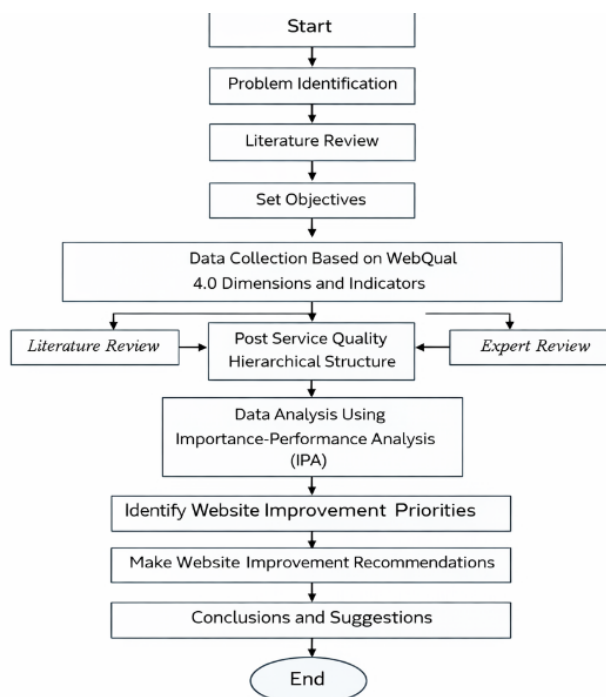 Start
Problem Identification
Literature Review
Set Objectives
Data Collection Based on WebQual
4.0 Dimensions and Indicators
Literature Review
Post Service Quality
Hierarchical Structure
Expert Review
Data Analysis Using
Importance-Performance Analysis
(IPA)
Identify Website Improvement Priorities
Make Website Improvement Recommendations
Conclusions and Suggestions
End